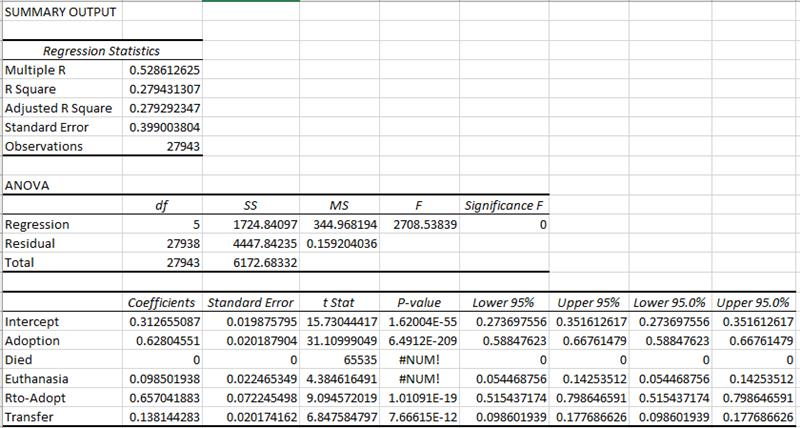 SUMMARY OUTPUT
Regression Statistics
Multiple R 0.528612625
R Square 0.279431307
Adjusted R Square 0.279292347
Standard Error 0.399003804
Observations 27943
ANOVA
df SS MS F Significance F
Regression 5 1724.84097 344.968194 2708.53839 0
Residual 27938 4447.84235 0.159204036
Total 27943 6172.68332
Coefficients Standard Error t Stat P-value Lower 95% Upper 95% Lower 95.0% Upper 95.0%
Intercept 0.312655087 0.019875795 15.73044417 1.62004E-55 0.273697556 0.351612617 0.273697556 0.351612617
Adoption 0.62804551 0.020187904 31.10999049 6.4912E-209 0.58847623 0.66761479 0.58847623 0.66761479
Died 0 0 65535 #NUM! 0 0 0 0
Euthanasia 0.098501938 0.022465349 4.384616491 #NUM! 0.054468756 0.14253512 0.054468756 0.14253512
Rto-Adopt 0.657041883 0.072245498 9.094572019 1.01091E-19 0.515437174 0.798646591 0.515437174 0.798646591
Transfer 0.138144283 0.020174162 6.847584797 7.66615E-12 0.098601939 0.177686626 0.098601939 0.177686626